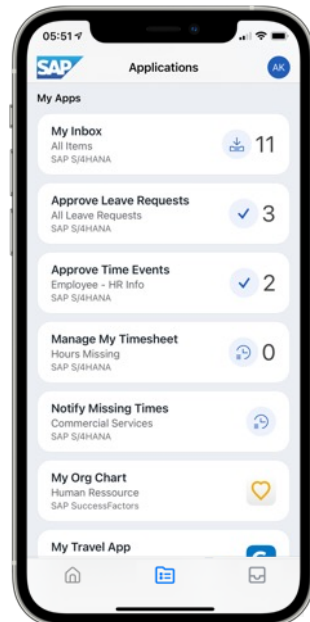 05:51
SAP
Applications
AK
My Apps
My Inbox
All Items
SAP S/4HANA
11
Approve Leave Requests
All Leave Requests
SAP S/4HANA
3
Approve Time Events
Employee - HR Info
SAP S/4HANA
2
Manage My Timesheet
Hours Missing
SAP S/4HANA
0
Notify Missing Times
Commercial Services
SAP S/4HANA
My Org Chart
Human Ressource
SAP SuccessFactors
My Travel App